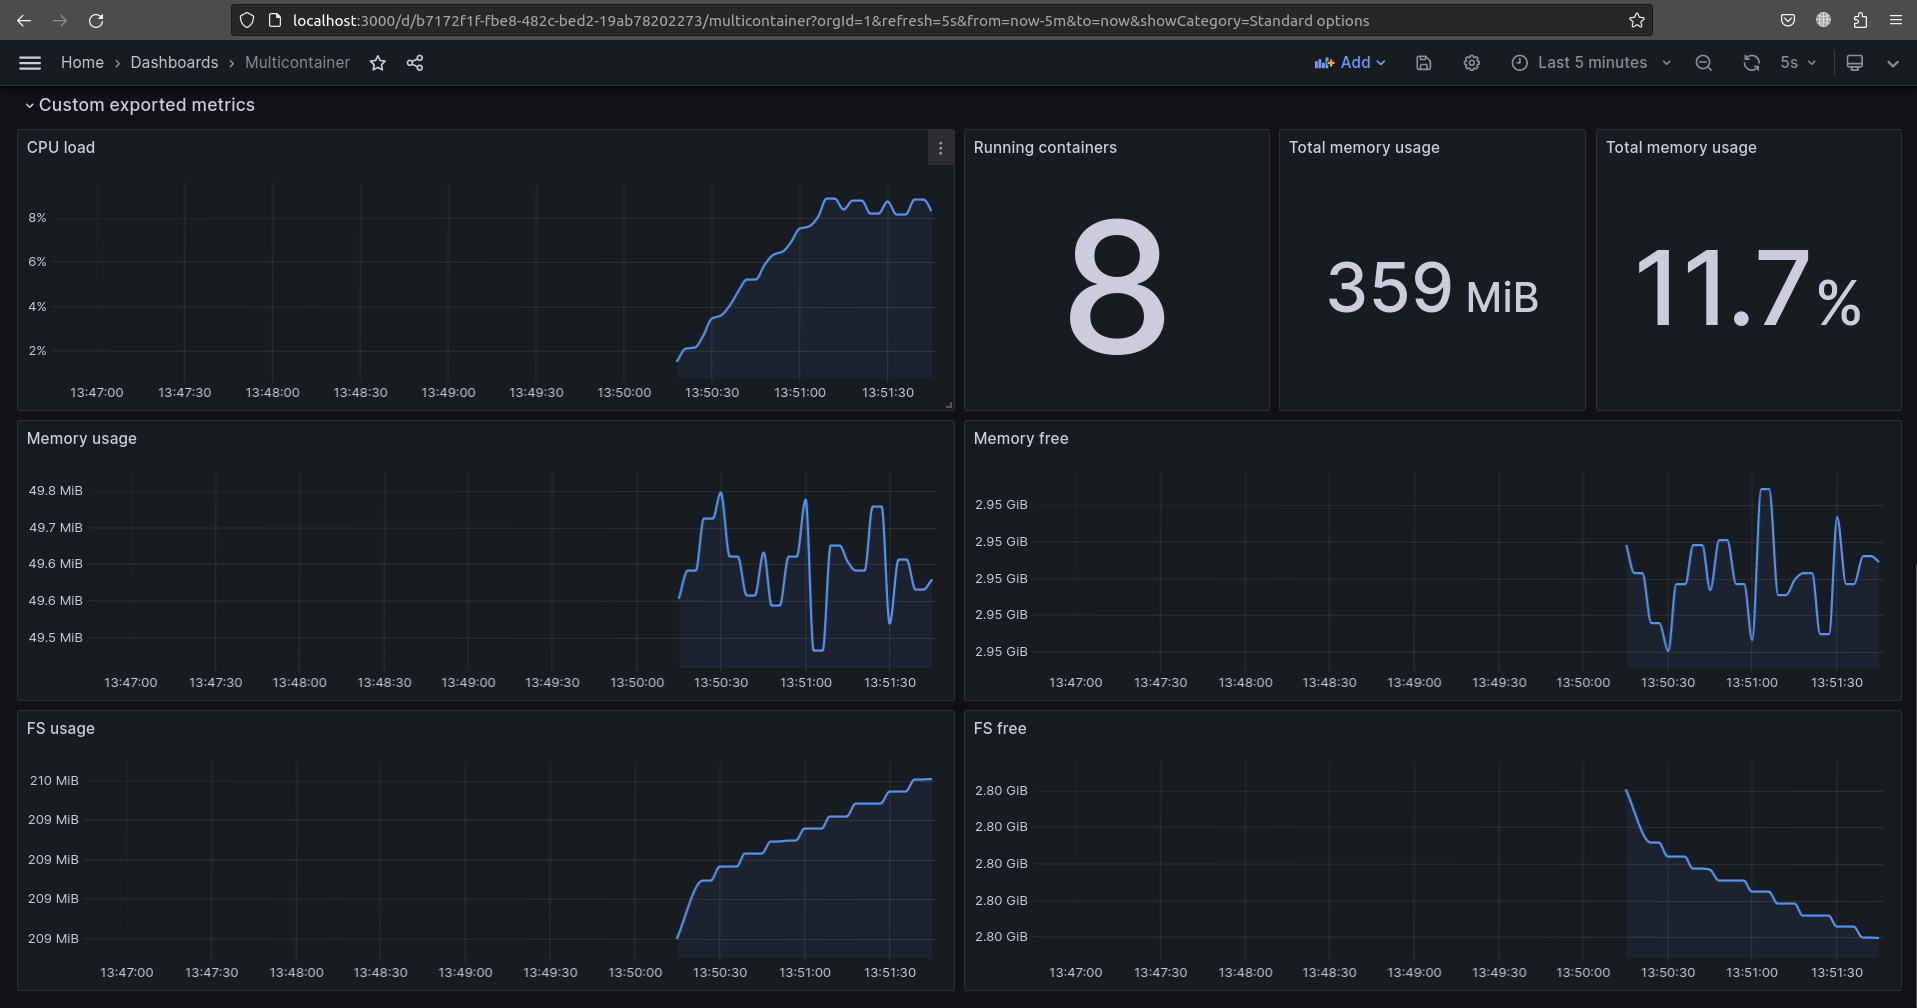 localhost:3000/d/b7172f1f-fbe8-482c-bed2-19ab78202273/multicontainer?orgId=1&refresh=5s&from=now-5m&to=now&showCategory=Standard options
Home › Dashboards › Multicontainer
Add
Last 5 minutes
5s
Custom exported metrics
CPU load
8%
6%
4%
2%
13:47:00 13:47:30 13:48:00 13:48:30 13:49:00 13:49:30 13:50:00 13:50:30 13:51:00 13:51:30
Running containers
8
Total memory usage
359 MiB
Total memory usage
11.7%
Memory usage
49.8 MiB
49.7 MiB
49.6 MiB
49.6 MiB
49.5 MiB
13:47:00 13:47:30 13:48:00 13:48:30 13:49:00 13:49:30 13:50:00 13:50:30 13:51:00 13:51:30
Memory free
2.95 GiB
2.95 GiB
2.95 GiB
2.95 GiB
2.95 GiB
13:47:00 13:47:30 13:48:00 13:48:30 13:49:00 13:49:30 13:50:00 13:50:30 13:51:00 13:51:30
FS usage
210 MiB
209 MiB
209 MiB
209 MiB
209 MiB
13:47:00 13:47:30 13:48:00 13:48:30 13:49:00 13:49:30 13:50:00 13:50:30 13:51:00 13:51:30
FS free
2.80 GiB
2.80 GiB
2.80 GiB
2.80 GiB
2.80 GiB
13:47:00 13:47:30 13:48:00 13:48:30 13:49:00 13:49:30 13:50:00 13:50:30 13:51:00 13:51:30